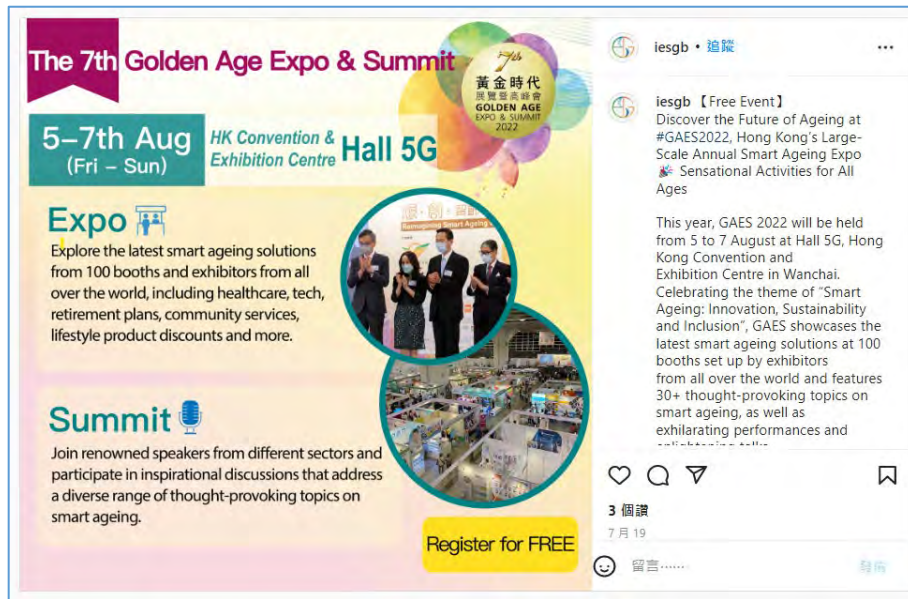 The 7th Golden Age Expo & Summit
7th
黃金時代
展覽暨高峰會
GOLDEN AGE
EXPO & SUMMIT
2022
5-7th Aug
(Fri – Sun)
HK Convention &
Exhibition Centre Hall 5G
Expo
Explore the latest smart ageing solutions
from 100 booths and exhibitors from all
over the world, including healthcare, tech,
retirement plans, community services,
lifestyle product discounts and more.
Summit
Join renowned speakers from different sectors and
participate in inspirational discussions that address
a diverse range of thought-provoking topics on
smart ageing.
Register for FREE
iesgb • 追蹤
iesgb 【Free Event】
Discover the Future of Ageing at
#GAES2022, Hong Kong's Large-
Scale Annual Smart Ageing Expo
🎉 Sensational Activities for All
Ages
This year, GAES 2022 will be held
from 5 to 7 August at Hall 5G, Hong
Kong Convention and
Exhibition Centre in Wanchai.
Celebrating the theme of "Smart
Ageing: Innovation, Sustainability
and Inclusion", GAES showcases the
latest smart ageing solutions at 100
booths set up by exhibitors
from all over the world and features
30+ thought-provoking topics on
smart ageing, as well as
exhilarating performances and
3 個讚
7 月 19
留言……
發佈